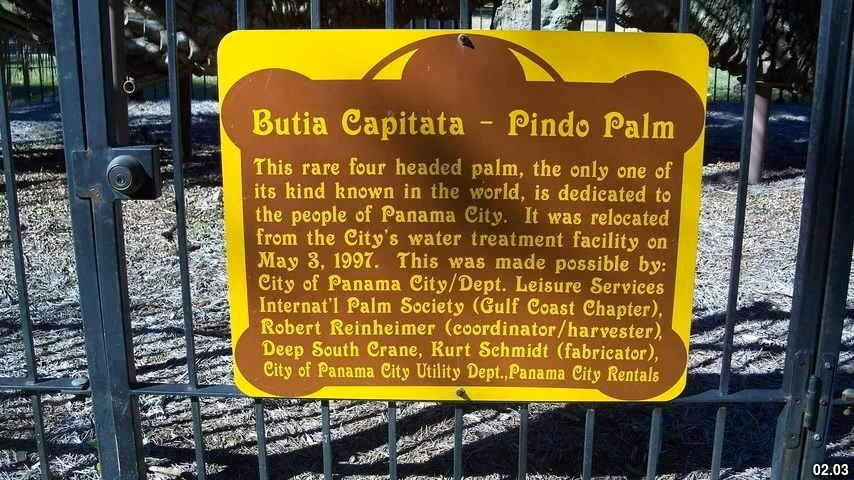 Butia Capitata - Pindo Palm
This rare four headed palm, the only one of
its kind known in the world, is dedicated to
the people of Panama City. It was relocated
from the City's water treatment facility on
May 3, 1997. This was made possible by:
City of Panama City/Dept. Leisure Services
Internat'l Palm Society (Gulf Coast Chapter),
Robert Reinheimer (coordinator/harvester),
Deep South Crane, Kurt Schmidt (fabricator),
City of Panama City Utility Dept.,Panama City Rentals
02.03